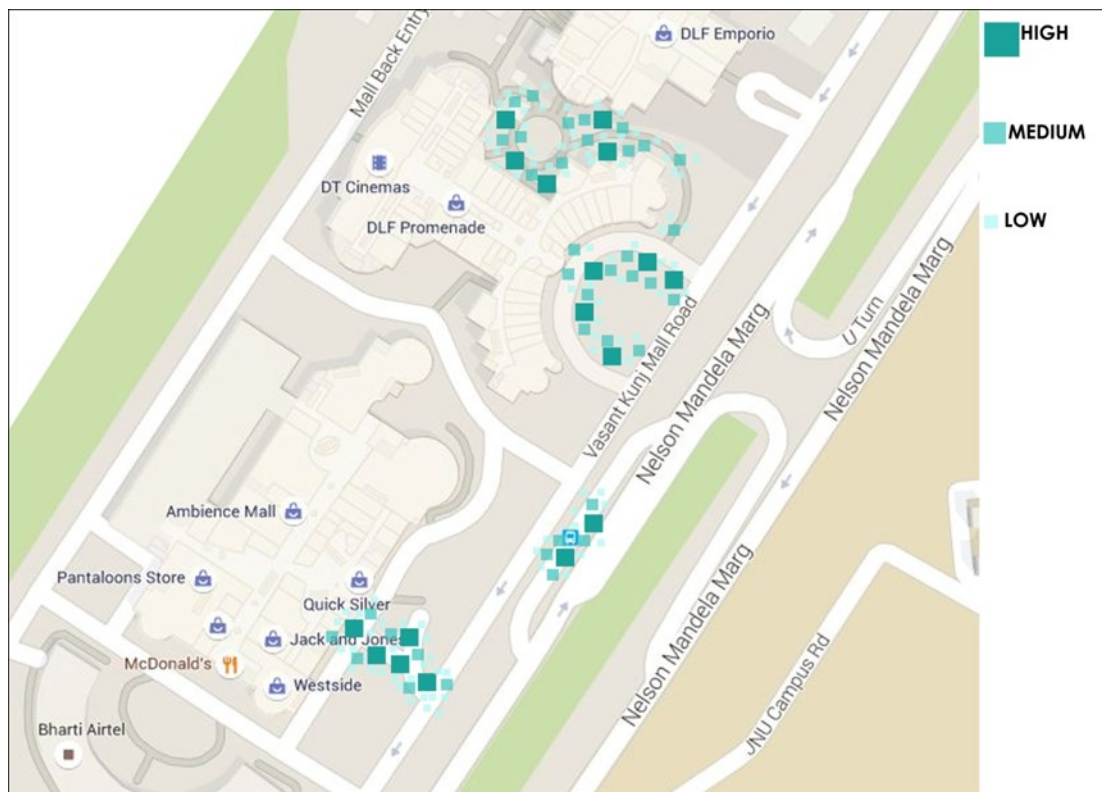 DLF Emporio
Mall Back Entry
DT Cinemas
DLF Promenade
Vasant Kunj Mall Road
Nelson Mandela Marg
U Turn
Nelson Mandela Marg
Ambience Mall
Pantaloons Store
Quick Silver
Jack and Jones
McDonald's
Westside
Bharti Airtel
Nelson Mandela Marg
JNU Campus Rd
HIGH
MEDIUM
LOW